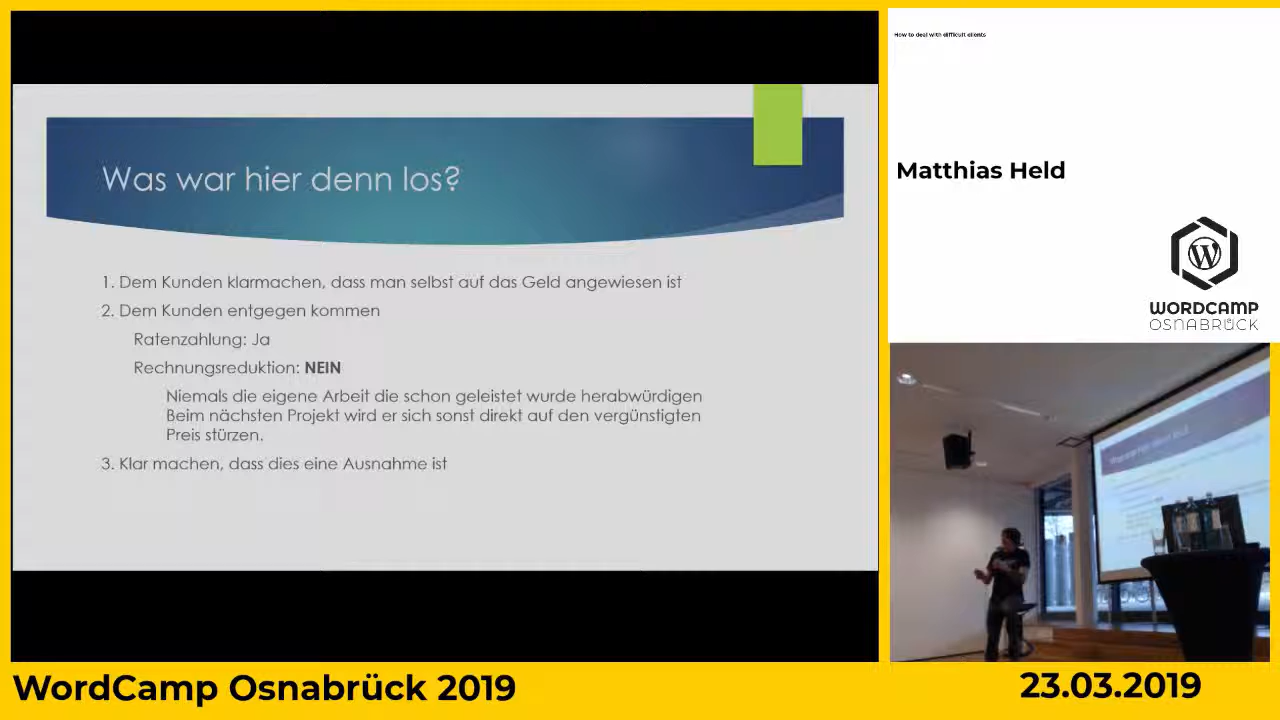 Was war hier denn los?
1. Dem Kunden klarmachen, dass man selbst auf das Geld angewiesen ist
2. Dem Kunden entgegen kommen
Ratenzahlung: Ja
Rechnungsreduktion: NEIN
Niemals die eigene Arbeit die schon geleistet wurde herabwürdigen
Beim nächsten Projekt wird er sich sonst direkt auf den vergünstigten
Preis stürzen.
3. Klar machen, dass dies eine Ausnahme ist
How to deal with difficult clients
Matthias Held
WORDCAMP
OSNABRÜCK
WordCamp Osnabrück 2019
23.03.2019